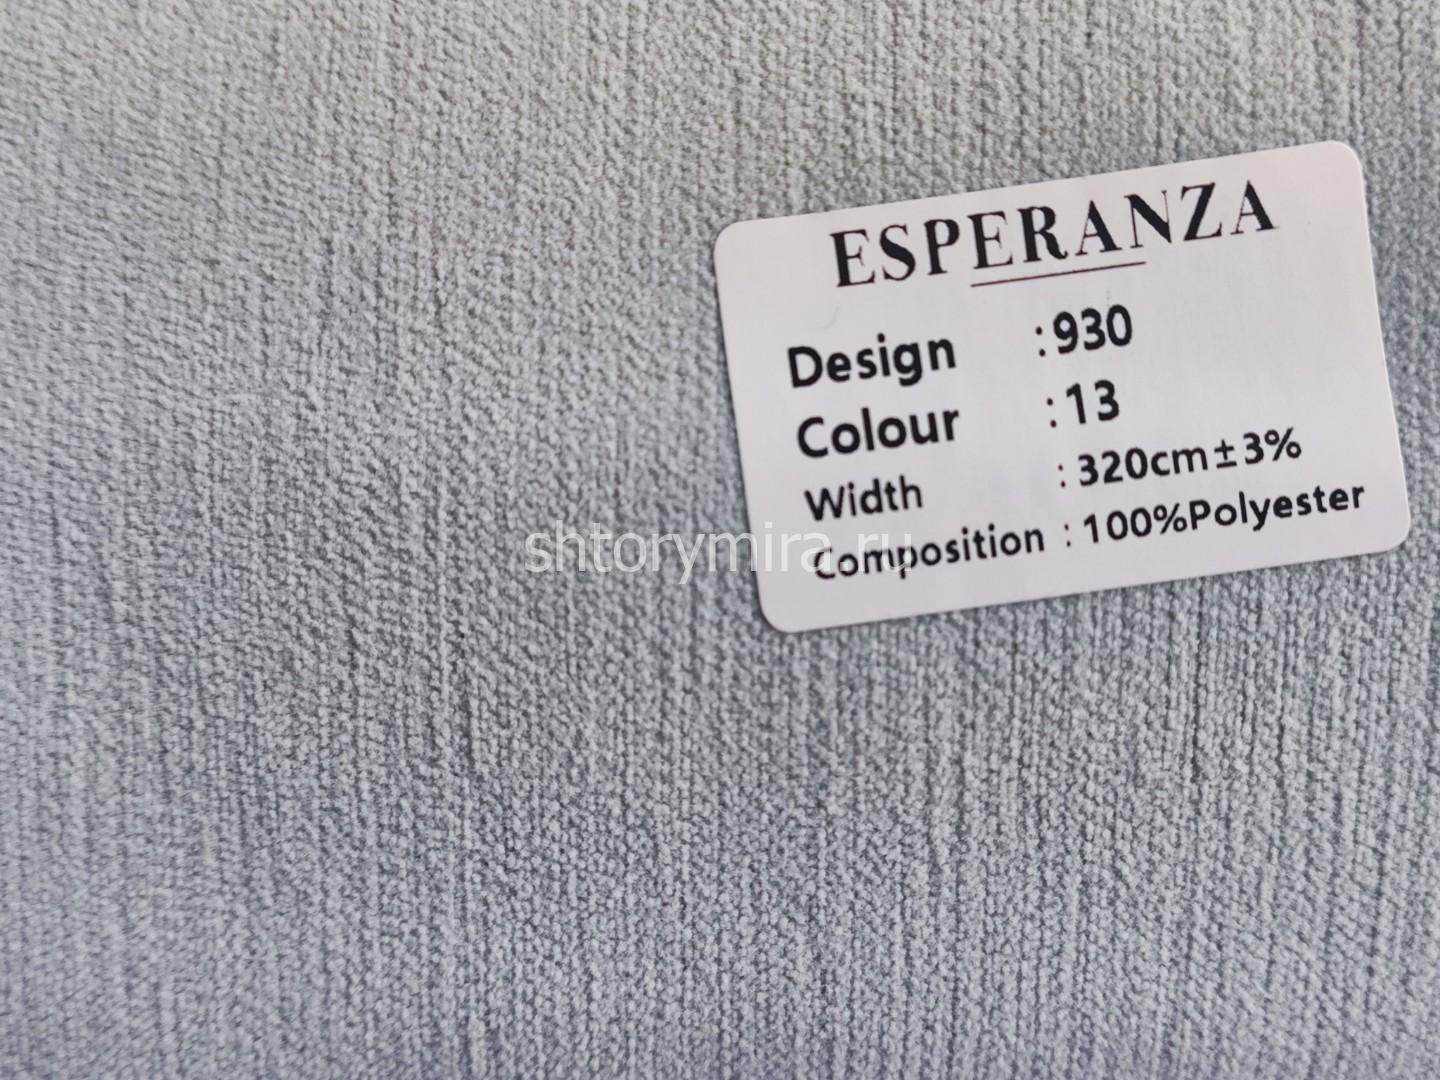 ESPERANZA
Design :930
Colour :13
Width : 320cm±3%
Composition : 100%Polyester
shtorymira.ru